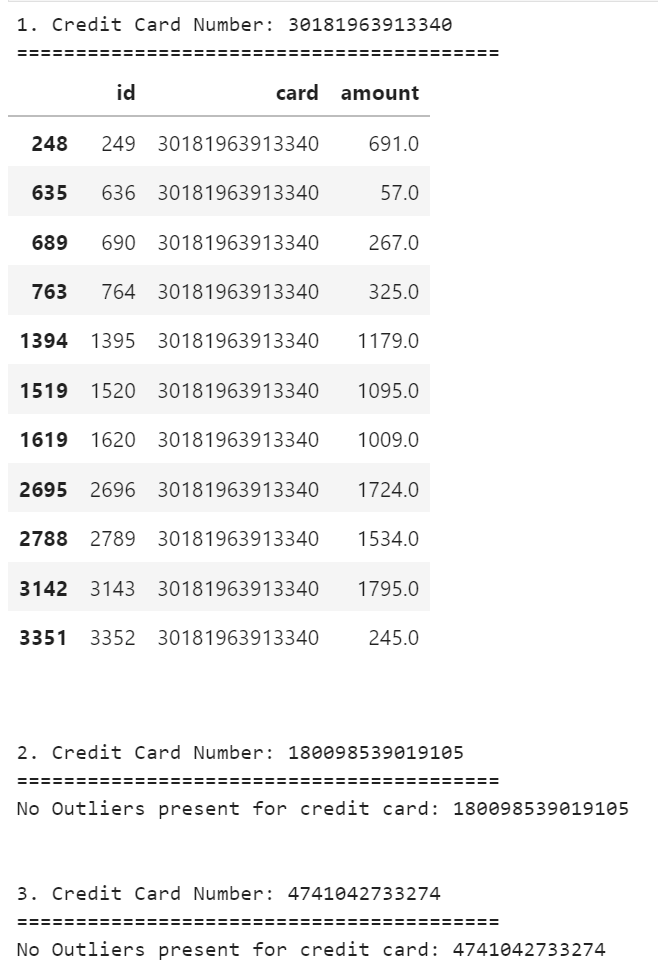 1. Credit Card Number: 30181963913340
=========================================
id card amount
248 249 30181963913340 691.0
635 636 30181963913340 57.0
689 690 30181963913340 267.0
763 764 30181963913340 325.0
1394 1395 30181963913340 1179.0
1519 1520 30181963913340 1095.0
1619 1620 30181963913340 1009.0
2695 2696 30181963913340 1724.0
2788 2789 30181963913340 1534.0
3142 3143 30181963913340 1795.0
3351 3352 30181963913340 245.0
2. Credit Card Number: 180098539019105
=========================================
No Outliers present for credit card: 180098539019105
3. Credit Card Number: 4741042733274
=========================================
No Outliers present for credit card: 4741042733274